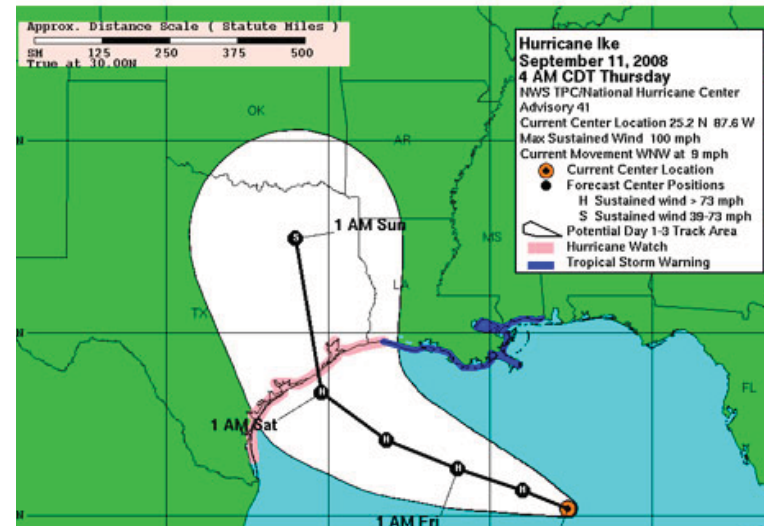 Approx. Distance Scale ( Statute Miles )
SM 125 250 375 500
True at 30.00N
Hurricane Ike
September 11, 2008
4 AM CDT Thursday
NWS TPC/National Hurricane Center
Advisory 41
Current Center Location 25.2 N 87.6 W
Max Sustained Wind 100 mph
Current Movement WNW at 9 mph
Current Center Location
Forecast Center Positions
H Sustained wind > 73 mph
S Sustained wind 39-73 mph
Potential Day 1-3 Track Area
Hurricane Watch
Tropical Storm Warning
OK
N
AR
S
1 AM Sun
MS
LA
TX
N
FL
H
1 AM Sat
H
H
H
N
1 AM Fri